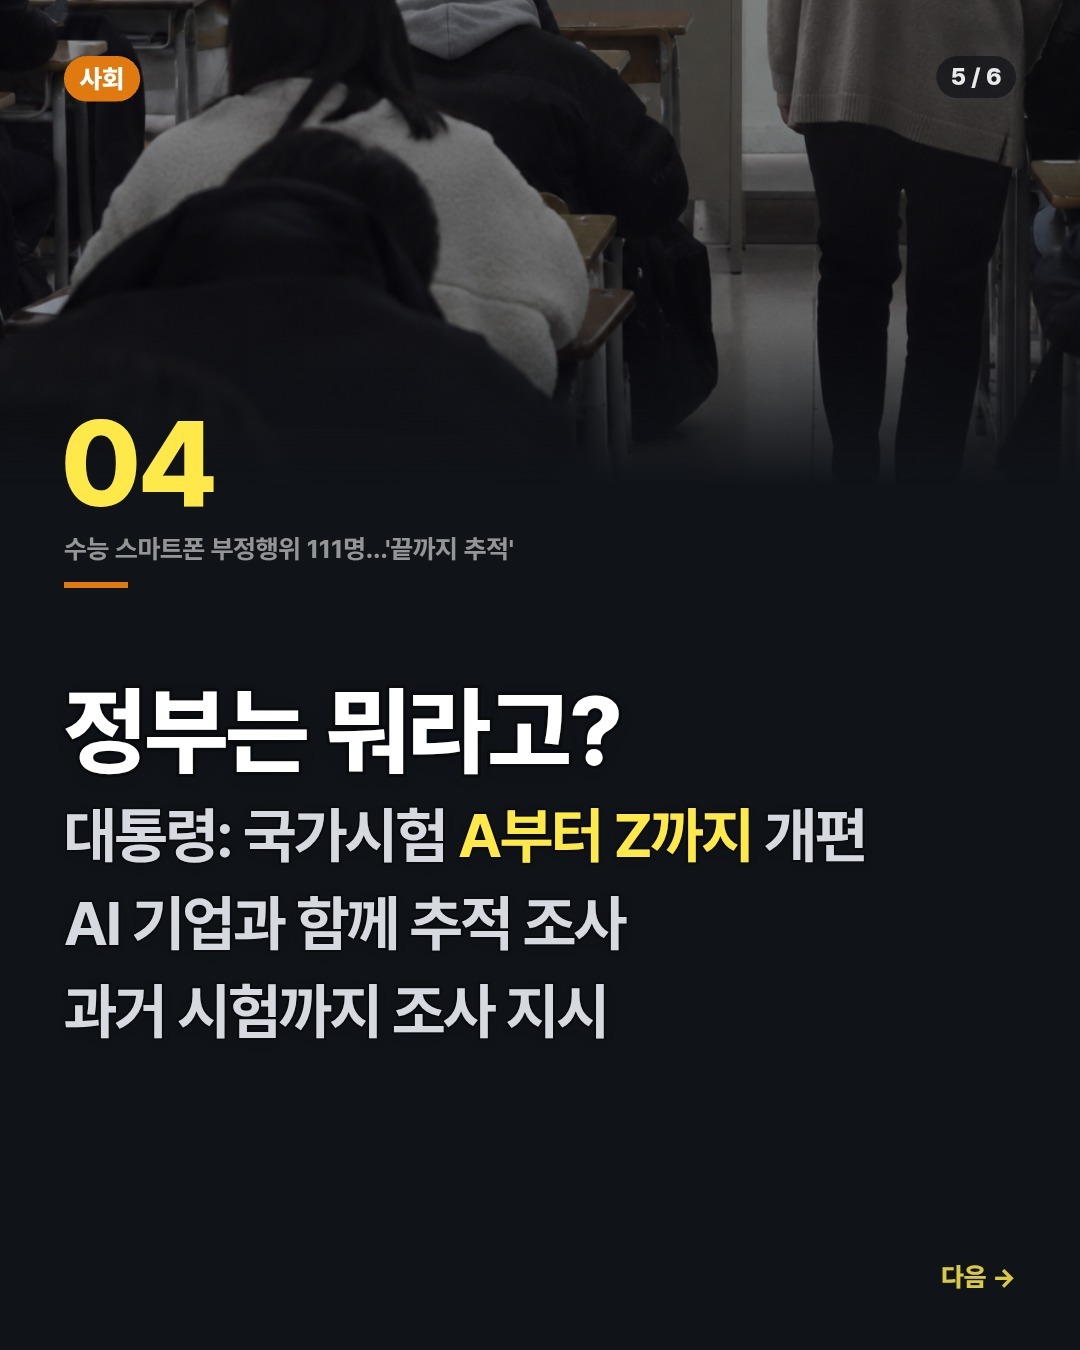 사회
5 / 6
04
수능 스마트폰 부정행위 111명...'끝까지 추적'
정부는 뭐라고?
대통령: 국가시험 A부터 Z까지 개편
AI 기업과 함께 추적 조사
과거 시험까지 조사 지시
다음 →